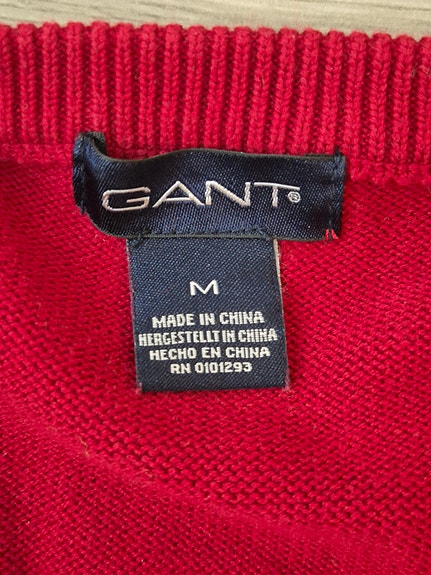 GANT®
M
MADE IN CHINA
HERGESTELLT IN CHINA
HECHO EN CHINA
RN 0101293